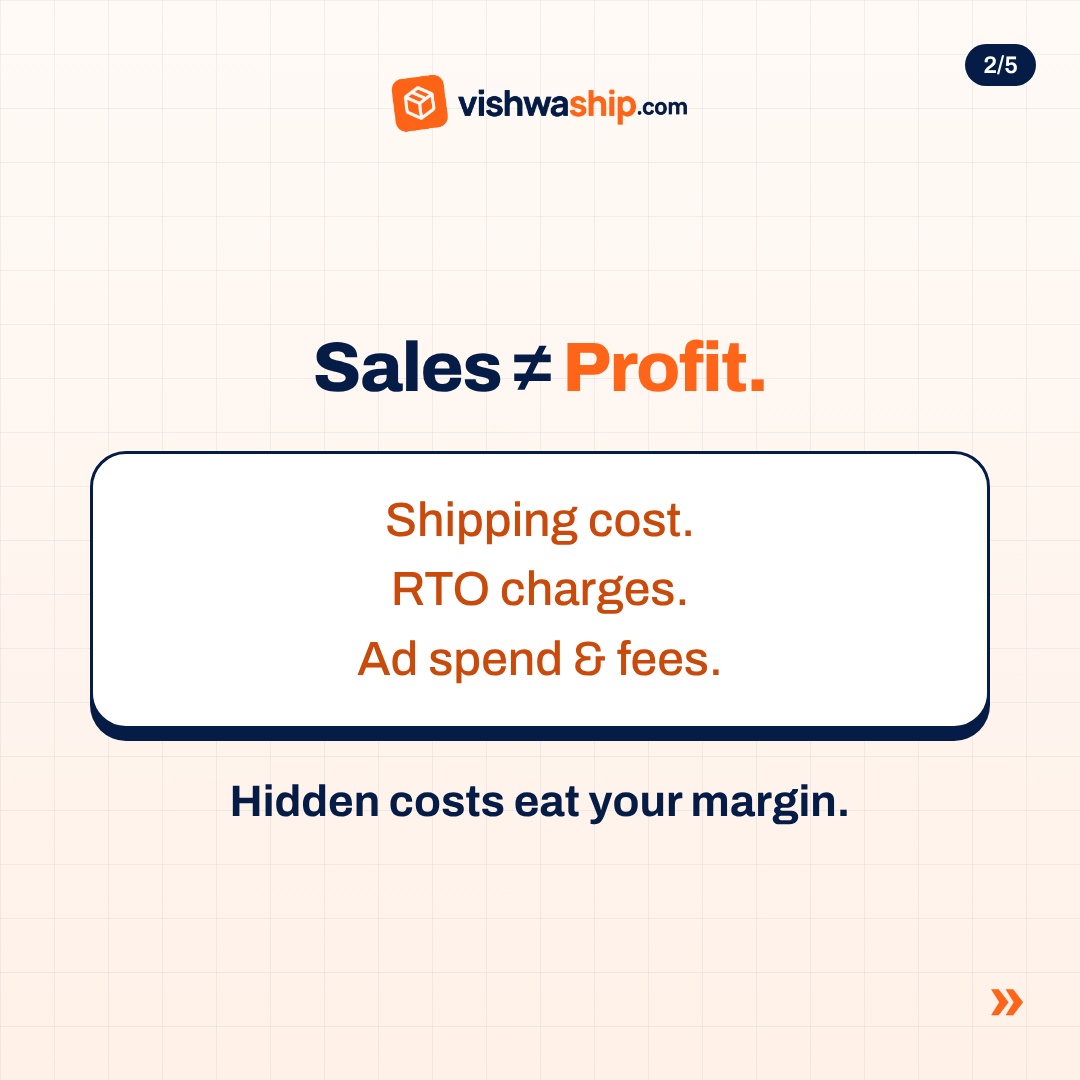 2/5
vishwaship.com
Sales ≠ Profit.
Shipping cost.
RTO charges.
Ad spend & fees.
Hidden costs eat your margin.
»